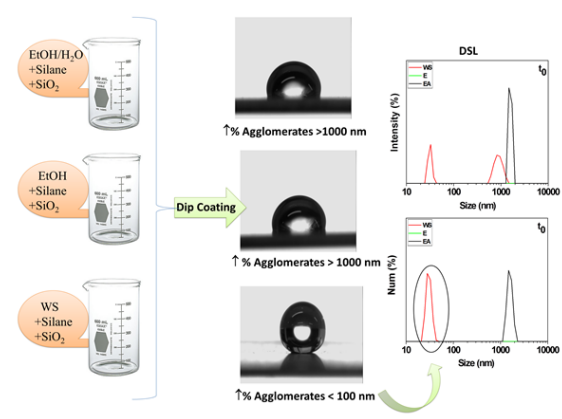 EtOH/H₂O
+Silane
+SiO₂
EtOH
+Silane
+SiO₂
WS
+Silane
+SiO₂
Dip Coating
↑% Agglomerates >1000 nm
↑% Agglomerates > 1000 nm
↑% Agglomerates < 100 nm
DSL
t₀
WS
E
EA
Intensity (%)
10 100 1000 10000
Size (nm)
t₀
WS
E
EA
Num (%)
10 100 1000 10000
Size (nm)